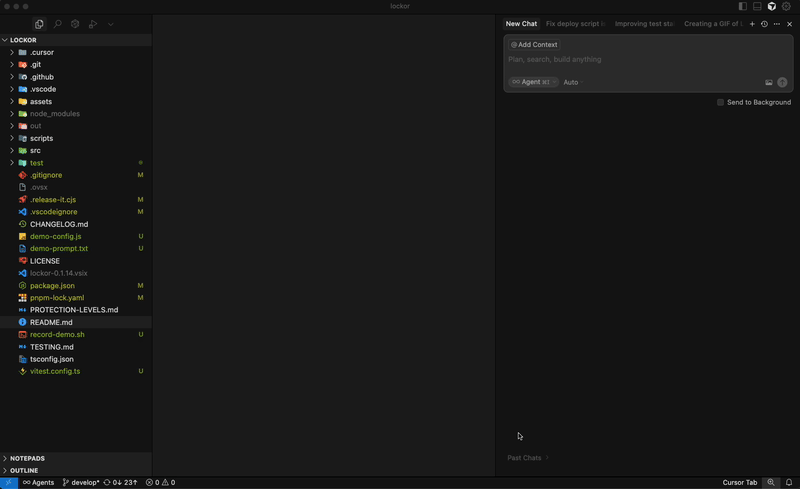 lockor
LOCKOR
.cursor
.git
.github
.vscode
assets
node_modules
out
scripts
src
test
.gitignore M
.ovsx
.release-it.cjs M
.vscodeignore M
CHANGELOG.md
demo-config.js U
demo-prompt.txt U
LICENSE
lockor-0.1.14.vsix
package.json M
pnpm-lock.yaml M
PROTECTION-LEVELS.md
README.md
record-demo.sh U
TESTING.md
tsconfig.json
vitest.config.ts U
NOTEPADS
OUTLINE
New Chat Fix deploy script Improving test Creating a GIF of
@ Add Context
Plan, search, build anything
Agent ⌘I Auto
Send to Background
Past Chats
Agents develop* 0↓ 23↑ 0 0 Cursor Tab